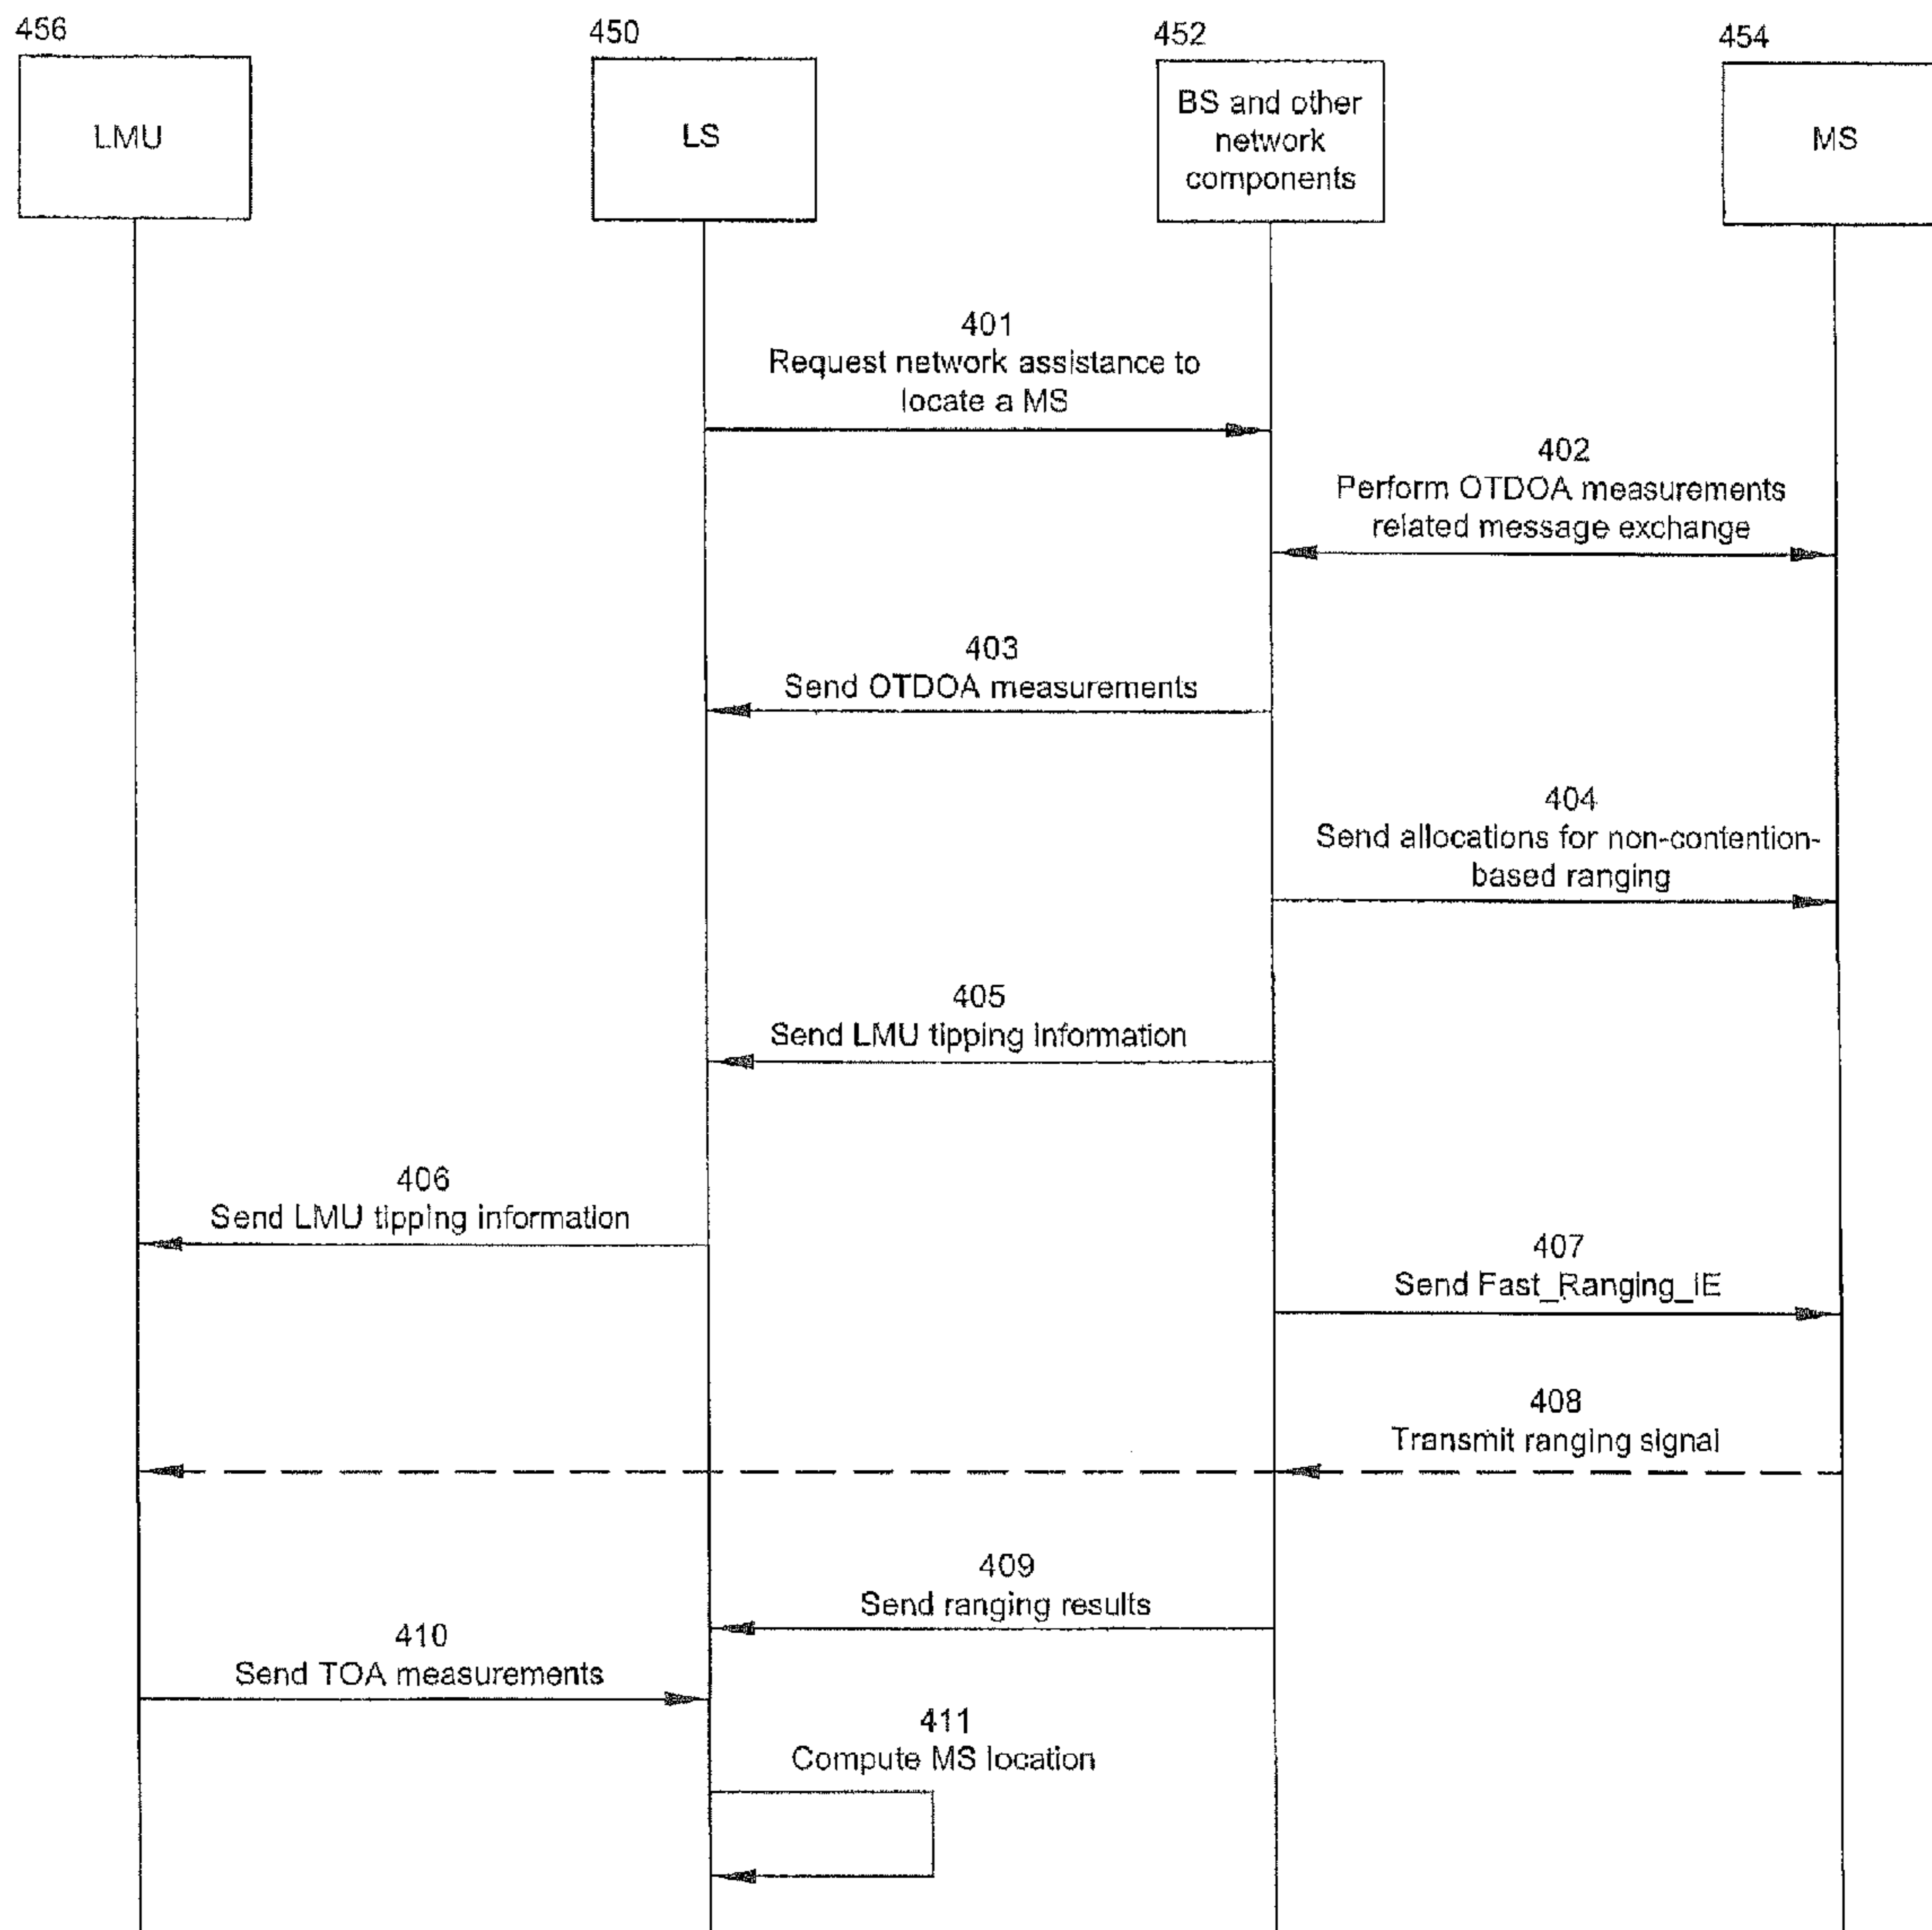 456
450
452
454
LMU
LS
BS and other
network
components
MS
401
Request network assistance to
locate a MS
402
Perform OTDOA measurements
related message exchange
403
Send OTDOA measurements
404
Send allocations for non-contention-
based ranging
405
Send LMU tipping information
406
Send LMU tipping information
407
Send Fast_Ranging_IE
408
Transmit ranging signal
409
Send ranging results
410
Send TOA measurements
411
Compute MS location